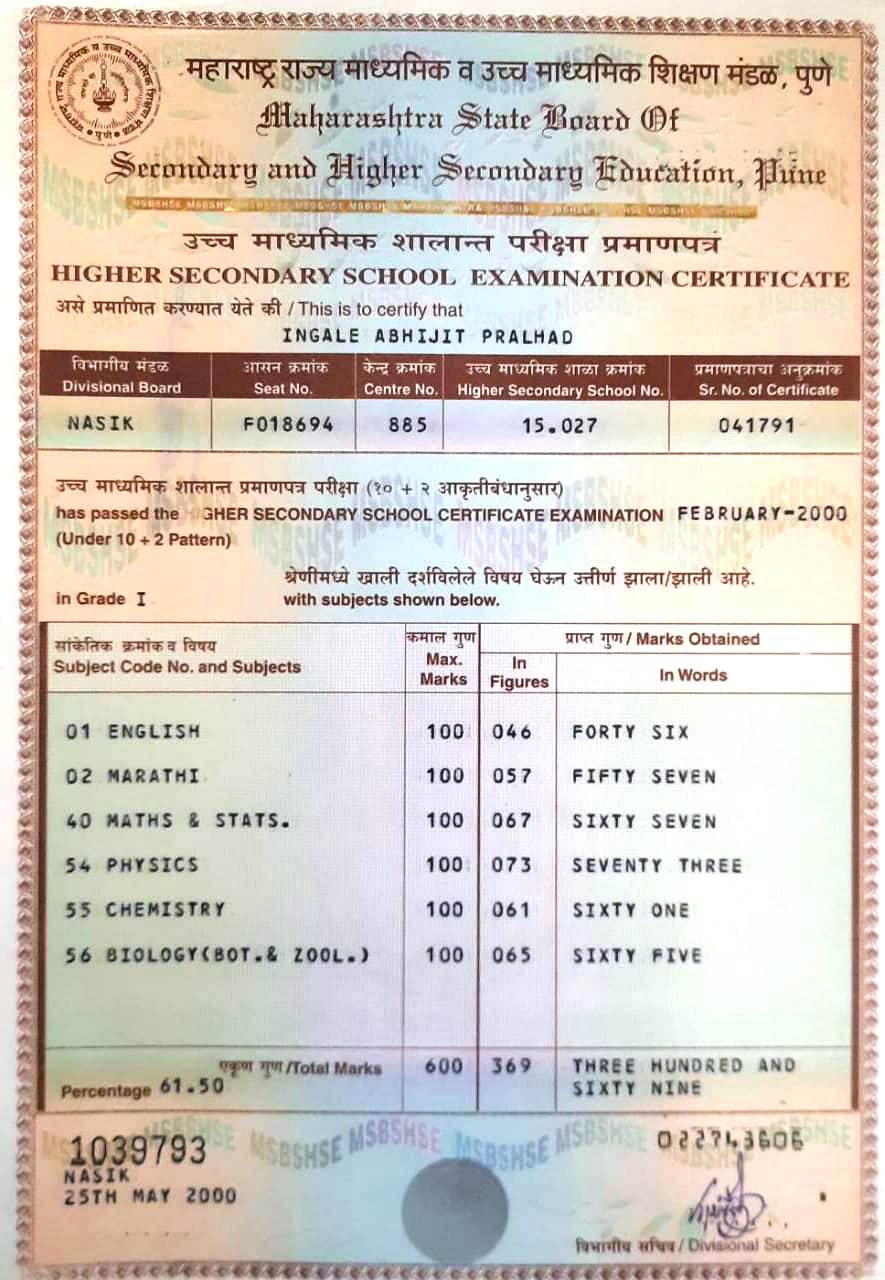 महाराष्ट्र राज्य माध्यमिक व उच्च माध्यमिक शिक्षण मंडळ, पुणे
Maharashtra State Board Of
Secondary and Higher Secondary Education, Pune
उच्च माध्यमिक शालान्त परीक्षा प्रमाणपत्र
HIGHER SECONDARY SCHOOL EXAMINATION CERTIFICATE
असे प्रमाणित करण्यात येते की / This is to certify that
INGALE ABHIJIT PRALHAD
विभागीय मंडळ आसन क्रमांक केन्द्र क्रमांक उच्च माध्यमिक शाळा क्रमांक प्रमाणपत्राचा अनुक्रमांक
Divisional Board Seat No. Centre No. Higher Secondary School No. Sr. No. of Certificate
NASIK F018694 885 15.027 041791
उच्च माध्यमिक शालान्त प्रमाणपत्र परीक्षा (१० + २ आकृतीबंधानुसार)
has passed the HIGHER SECONDARY SCHOOL CERTIFICATE EXAMINATION FEBRUARY-2000
(Under 10 + 2 Pattern)
श्रेणीमध्ये खाली दर्शविलेले विषय घेऊन उत्तीर्ण झाला/झाली आहे.
in Grade I with subjects shown below.
सांकेतिक क्रमांक व विषय कमाल गुण प्राप्त गुण / Marks Obtained
Subject Code No. and Subjects Max. Marks In Figures In Words
01 ENGLISH 100 046 FORTY SIX
02 MARATHI 100 057 FIFTY SEVEN
40 MATHS & STATS. 100 067 SIXTY SEVEN
54 PHYSICS 100 073 SEVENTY THREE
55 CHEMISTRY 100 061 SIXTY ONE
56 BIOLOGY(BOT.& ZOOL.) 100 065 SIXTY FIVE
एकूण गुण/Total Marks 600 369 THREE HUNDRED AND
Percentage 61.50 SIXTY NINE
MSBSHSE MSBSHSE MSBSHSE MSBSHSE
1039793 022743606
NASIK
25TH MAY 2000
विभागीय सचिव / Divisional Secretary